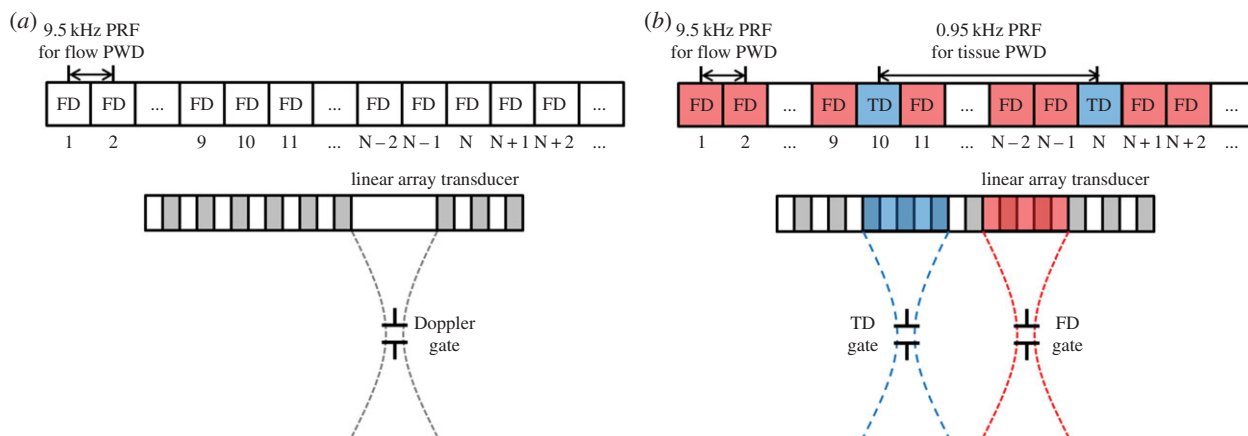 (a)
9.5 kHz PRF
for flow PWD
FD FD ... FD FD FD ... FD FD FD FD FD ...
1 2 9 10 11 ... N – 2 N – 1 N N + 1 N + 2 ...
linear array transducer
Doppler
gate
(b)
9.5 kHz PRF
for flow PWD
0.95 kHz PRF
for tissue PWD
FD FD ... FD TD FD ... FD FD TD FD FD ...
1 2 ... 9 10 11 ... N – 2 N – 1 N N + 1 N + 2 ...
linear array transducer
TD
gate
FD
gate